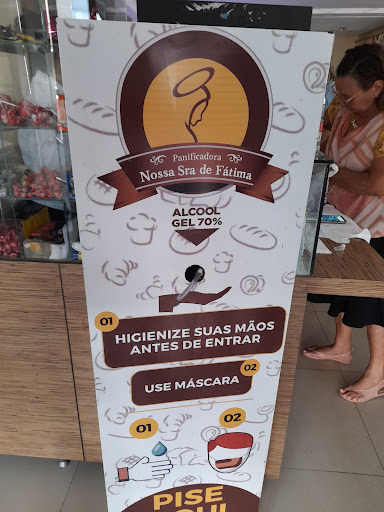 Panificadora
Nossa Sra de Fátima
ALCOOL
GEL 70%
01
HIGIENIZE SUAS MÃOS
ANTES DE ENTRAR
02
USE MÁSCARA
01
02
PISE
AQUI